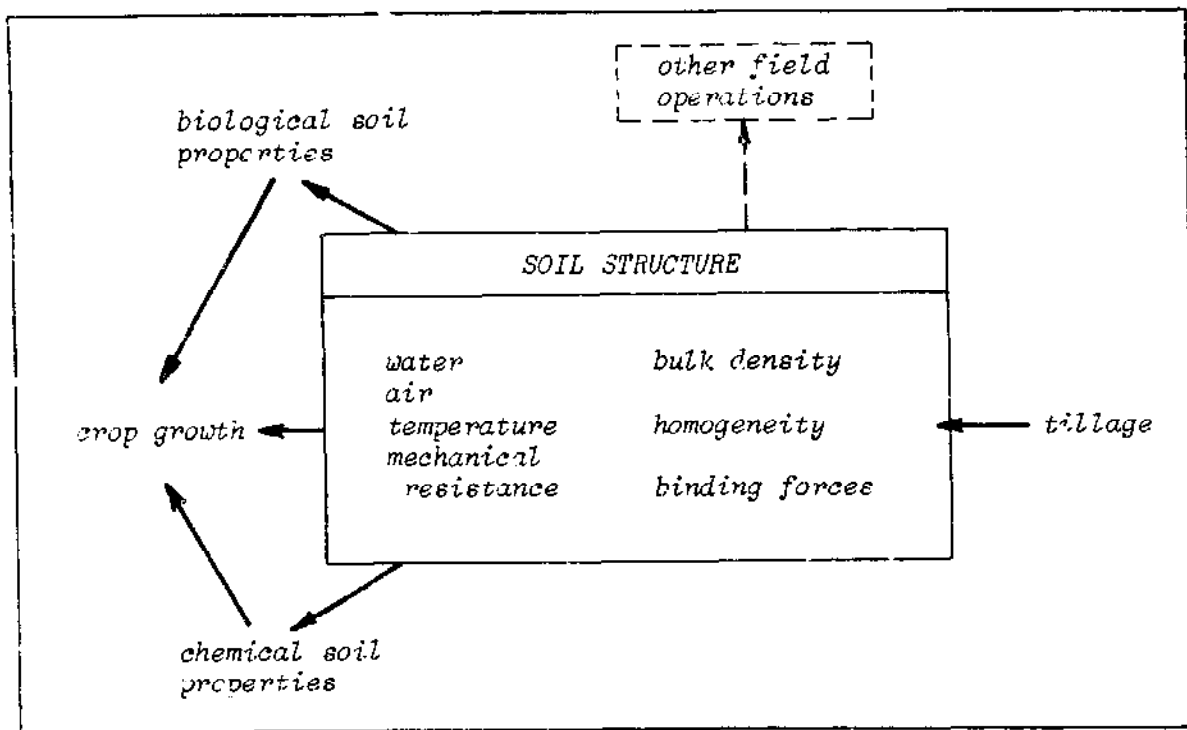 other field
operations
biological soil
properties
SOIL STRUCTURE
water
air
temperature
mechanical
resistance
bulk density
homogeneity
binding forces
crop growth
tillage
chemical soil
properties